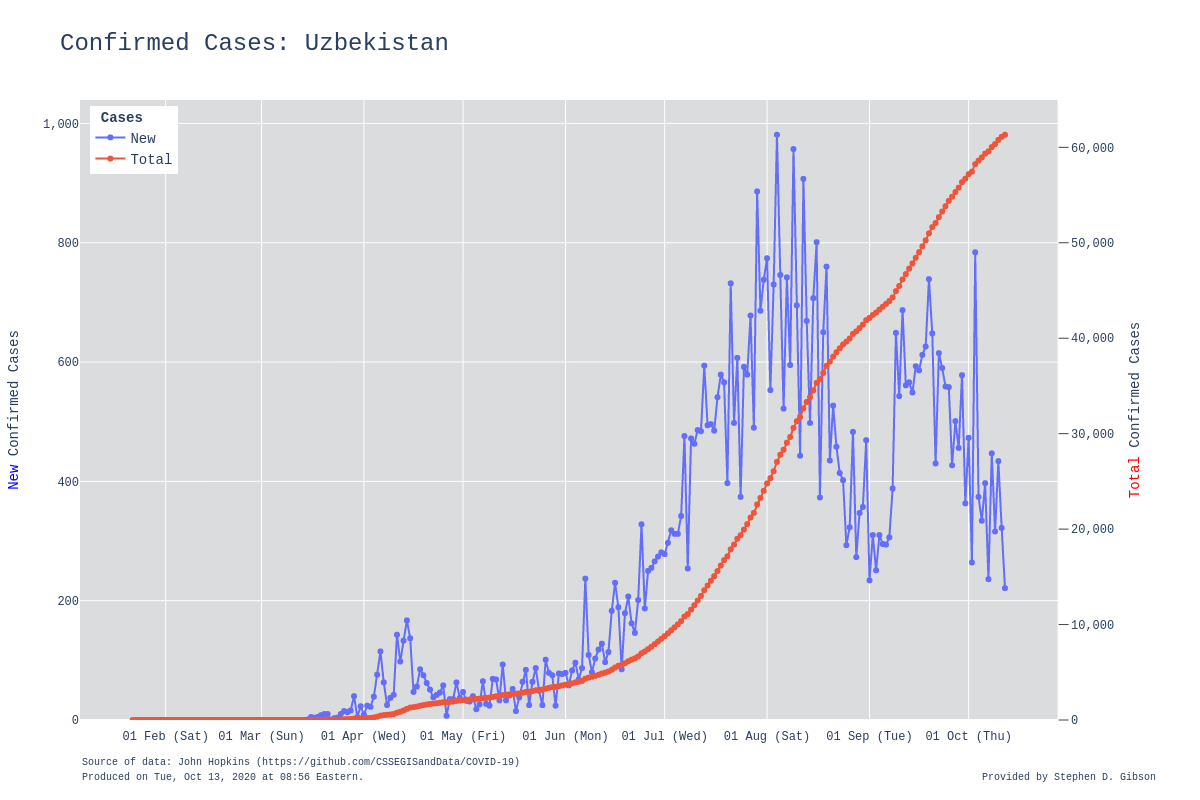 Confirmed Cases: Uzbekistan
Cases
New
Total
1,000
800
600
400
200
0
60,000
50,000
40,000
30,000
20,000
10,000
0
New Confirmed Cases
Total Confirmed Cases
01 Feb (Sat) 01 Mar (Sun) 01 Apr (Wed) 01 May (Fri) 01 Jun (Mon) 01 Jul (Wed) 01 Aug (Sat) 01 Sep (Tue) 01 Oct (Thu)
Source of data: John Hopkins (https://github.com/CSSEGISandData/COVID-19)
Produced on Tue, Oct 13, 2020 at 08:56 Eastern.
Provided by Stephen D. Gibson